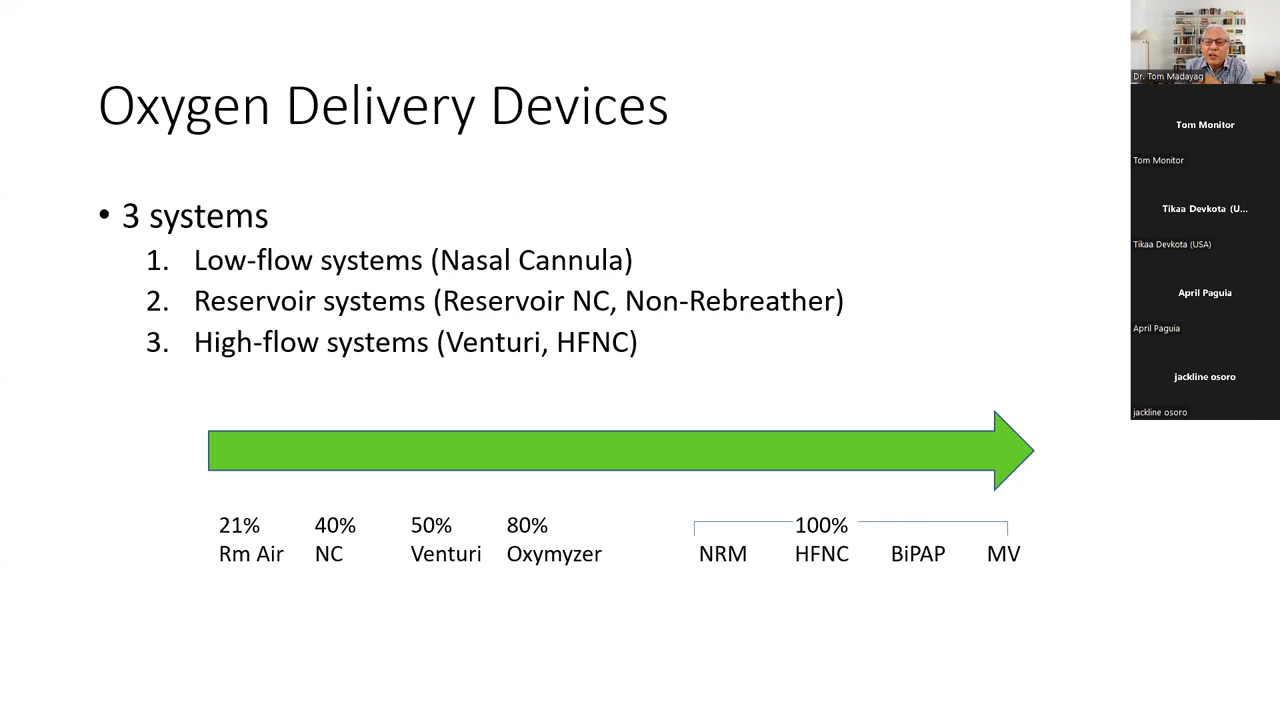 Oxygen Delivery Devices
• 3 systems
1. Low-flow systems (Nasal Cannula)
2. Reservoir systems (Reservoir NC, Non-Rebreather)
3. High-flow systems (Venturi, HFNC)
21% 40% 50% 80% 100%
Rm Air NC Venturi Oxymyzer NRM HFNC BiPAP MV
Dr. Tom Madayag
Tom Monitor
Tom Monitor
Tikaa Devkota (U...
Tikaa Devkota (USA)
April Paguia
April Paguia
jackline osoro
jackline osoro